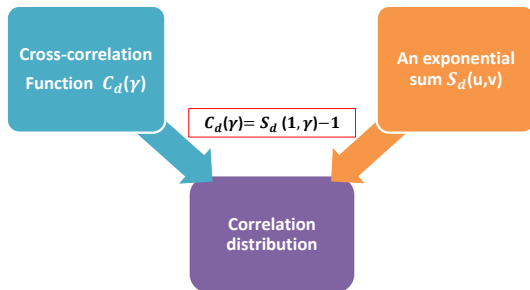 Cross-correlation
Function C_d(γ)
An exponential
sum S_d(u,v)
C_d(γ)= S_d (1, γ)−1
Correlation
distribution